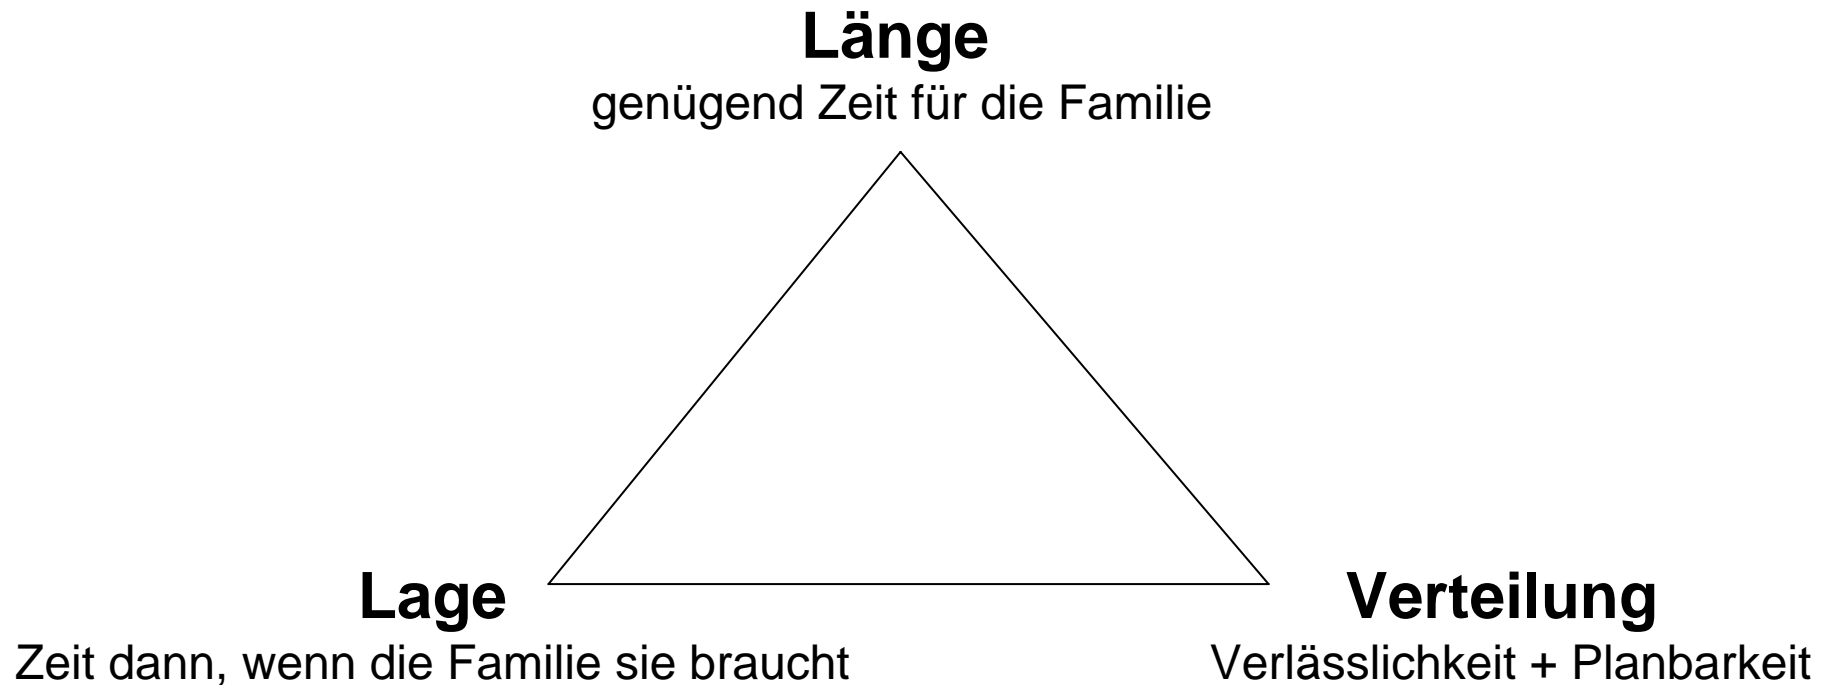 Länge
genügend Zeit für die Familie
Lage
Zeit dann, wenn die Familie sie braucht
Verteilung
Verlässlichkeit + Planbarkeit